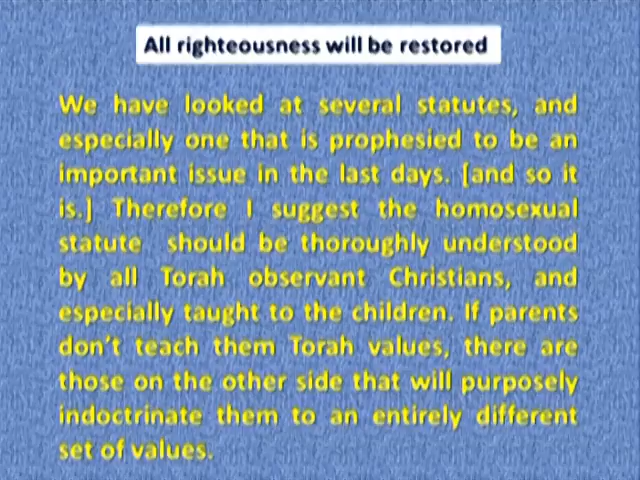 All righteousness will be restored
We have looked at several statutes, and
especially one that is prophesied to be an
important issue in the last days. [and so it
is.] Therefore I suggest the homosexual
statute should be thoroughly understood
by all Torah observant Christians, and
especially taught to the children. If parents
don't teach them Torah values, there are
those on the other side that will purposely
indoctrinate them to an entirely different
set of values.